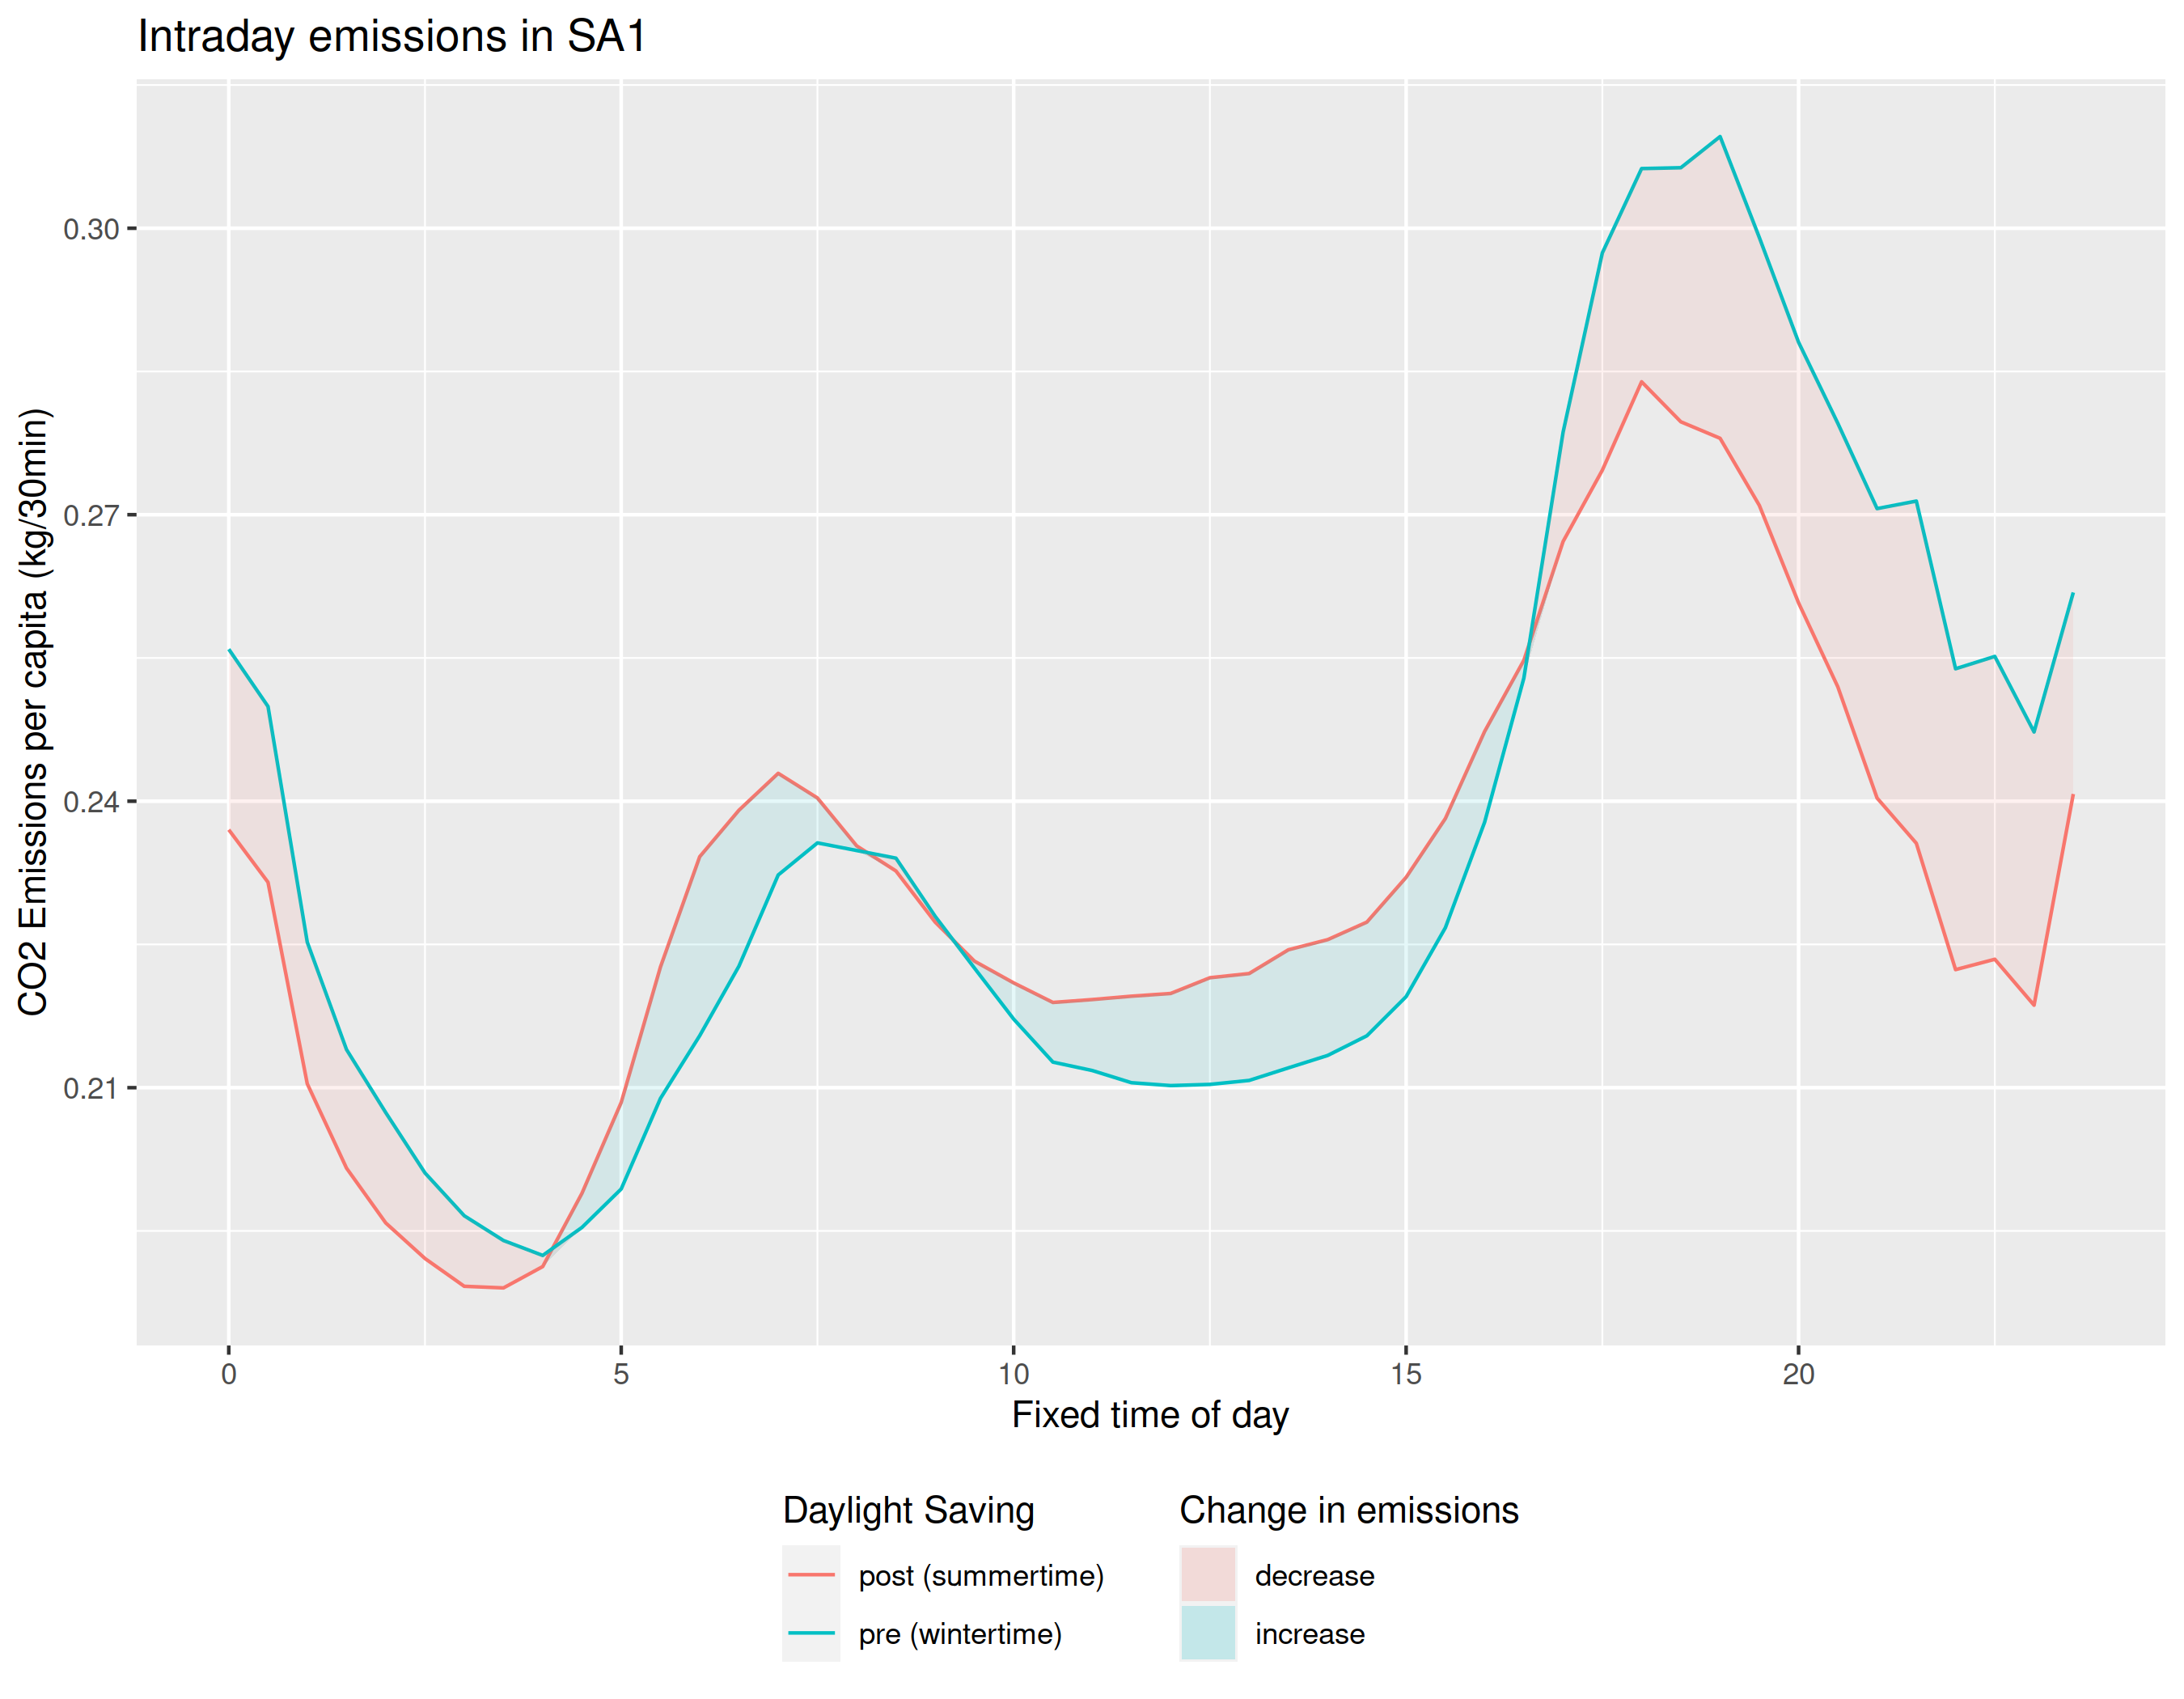 Intraday emissions in SA1
CO2 Emissions per capita (kg/30min)
0.30
0.27
0.24
0.21
0 5 10 15 20
Fixed time of day
Daylight Saving
post (summertime)
pre (wintertime)
Change in emissions
decrease
increase